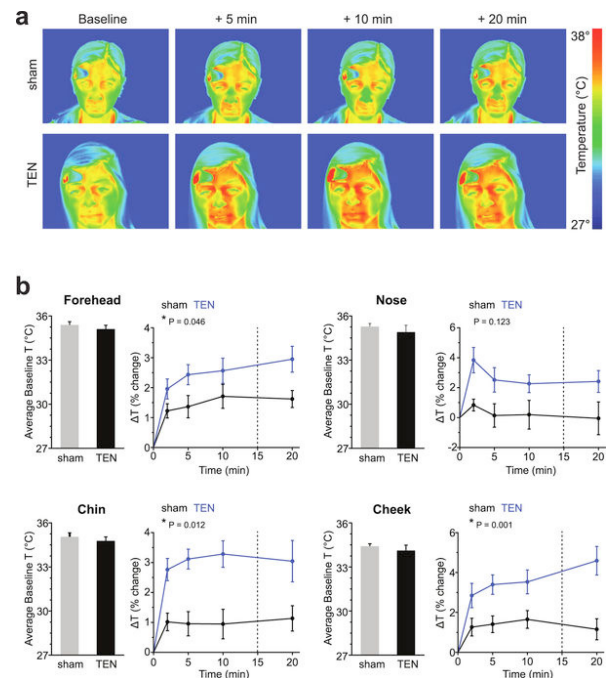 a
Baseline
+ 5 min
+ 10 min
+ 20 min
sham
TEN
38°
Temperature (°C)
27°
b
Forehead
36
33
30
27
Average Baseline T (°C)
sham
TEN
sham TEN
* P = 0.046
4
3
2
1
0
ΔT (% change)
0
5
10
15
20
Time (min)
Nose
36
33
30
27
Average Baseline T (°C)
sham
TEN
sham TEN
P = 0.123
6
4
2
0
-2
ΔT (% change)
0
5
10
15
20
Time (min)
Chin
36
33
30
27
Average Baseline T (°C)
sham
TEN
sham TEN
* P = 0.012
4
3
2
1
0
ΔT (% change)
0
5
10
15
20
Time (min)
Cheek
36
33
30
27
Average Baseline T (°C)
sham
TEN
sham TEN
* P = 0.001
6
4
2
0
ΔT (% change)
0
5
10
15
20
Time (min)